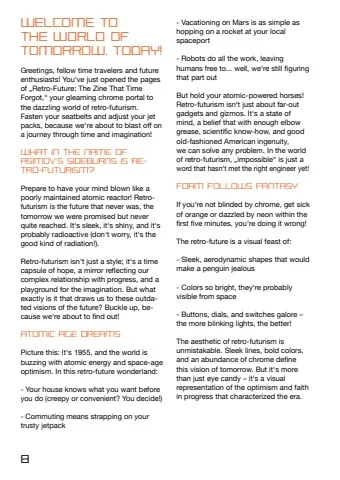 WELCOME TO
THE WORLD OF
TOMORROW, TODAY!
Greetings, fellow time travelers and future
enthusiasts! You've just opened the pages
of „Retro-Future: The Zine That Time
Forgot,“ your gleaming chrome portal to
the dazzling world of retro-futurism.
Fasten your seatbelts and adjust your jet
packs, because we're about to blast off on
a journey through time and imagination!
WHAT IN THE NAME OF
ASIMOV'S SIDEBURNS IS RE-
TRO-FUTURISM?
Prepare to have your mind blown like a
poorly maintained atomic reactor! Retro-
futurism is the future that never was, the
tomorrow we were promised but never
quite reached. It's sleek, it's shiny, and it's
probably radioactive (don't worry, it's the
good kind of radiation!).
Retro-futurism isn't just a style; it's a time
capsule of hope, a mirror reflecting our
complex relationship with progress, and a
playground for the imagination. But what
exactly is it that draws us to these outda-
ted visions of the future? Buckle up, be-
cause we're about to find out!
ATOMIC AGE DREAMS
Picture this: It's 1955, and the world is
buzzing with atomic energy and space-age
optimism. In this retro-future wonderland:
- Your house knows what you want before
you do (creepy or convenient? You decide!)
- Commuting means strapping on your
trusty jetpack
- Vacationing on Mars is as simple as
hopping on a rocket at your local
spaceport
- Robots do all the work, leaving
humans free to... well, we're still figuring
that part out
But hold your atomic-powered horses!
Retro-futurism isn't just about far-out
gadgets and gizmos. It's a state of
mind, a belief that with enough elbow
grease, scientific know-how, and good
old-fashioned American ingenuity,
we can solve any problem. In the world
of retro-futurism, „impossible“ is just a
word that hasn't met the right engineer yet!
FORM FOLLOWS FANTASY
If you're not blinded by chrome, get sick
of orange or dazzled by neon within the
first five minutes, you're doing it wrong!
The retro-future is a visual feast of:
- Sleek, aerodynamic shapes that would
make a penguin jealous
- Colors so bright, they're probably
visible from space
- Buttons, dials, and switches galore –
the more blinking lights, the better!
The aesthetic of retro-futurism is
unmistakable. Sleek lines, bold colors,
and an abundance of chrome define
this vision of tomorrow. But it's more
than just eye candy – it's a visual
representation of the optimism and faith
in progress that characterized the era.
8